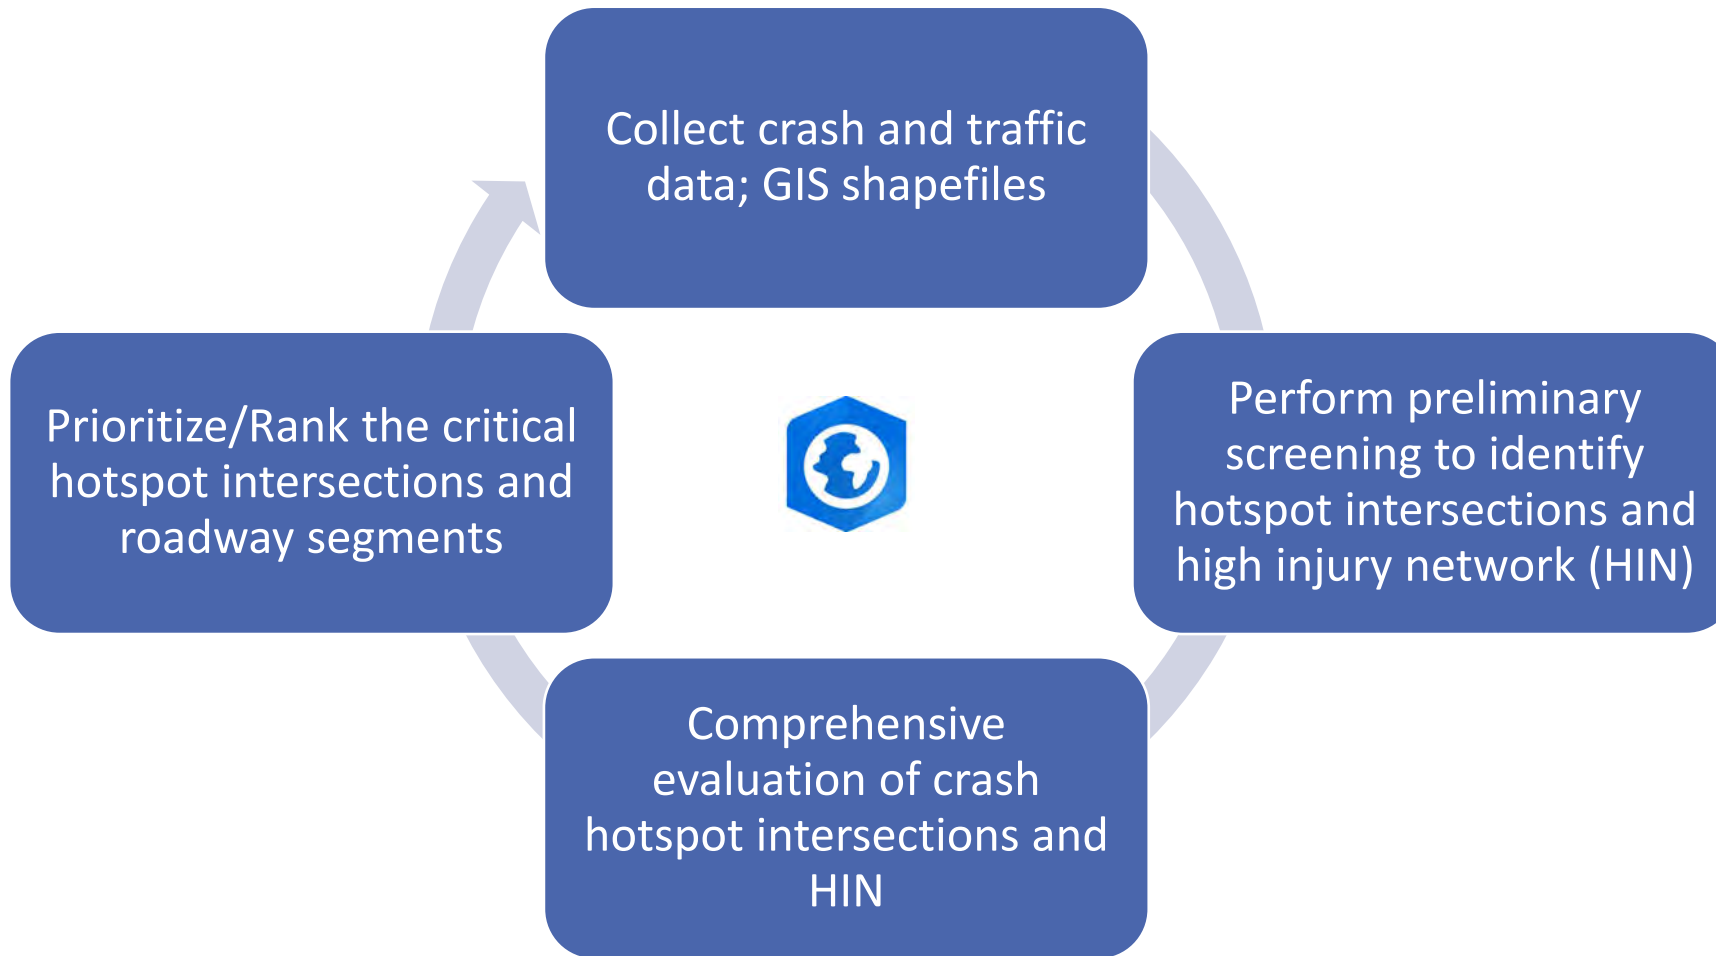 Collect crash and traffic
data; GIS shapefiles
Perform preliminary
screening to identify
hotspot intersections and
high injury network (HIN)
Comprehensive
evaluation of crash
hotspot intersections and
HIN
Prioritize/Rank the critical
hotspot intersections and
roadway segments